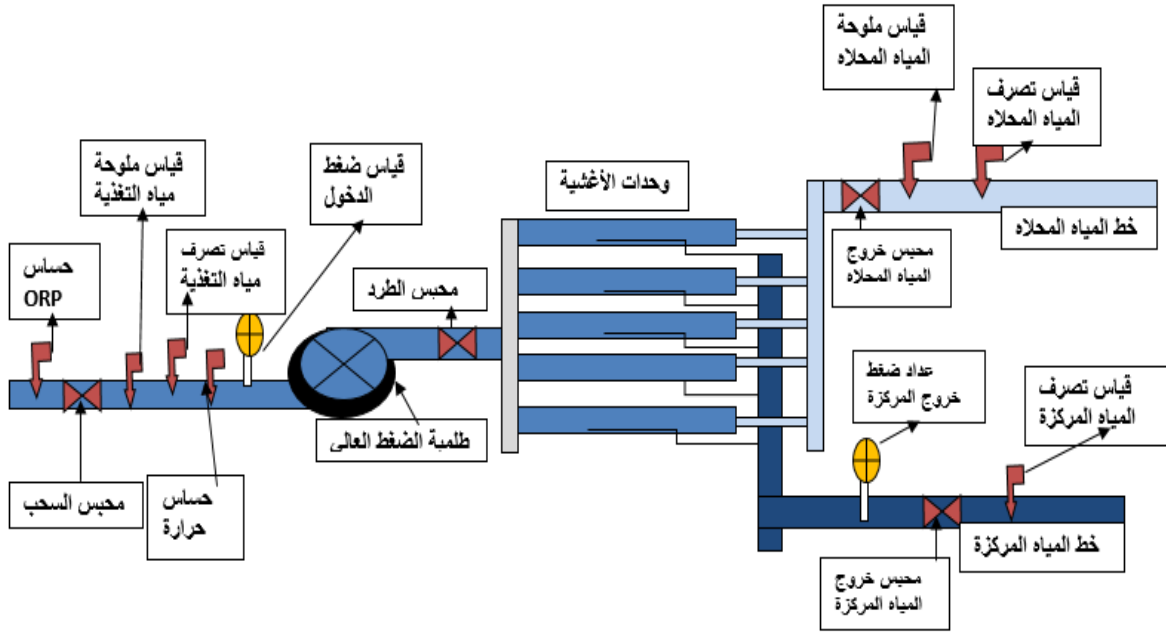 قياس ملوحة
المياه المحلاه
قياس تصرف
المياه المحلاه
قياس ضغط
الدخول
وحدات الأغشية
قياس ملوحة
مياه التغذية
خط المياه المحلاه
قياس تصرف
مياه التغذية
محبس خروج
المياه المحلاه
حساس
ORP
محبس الطرد
عداد ضغط
خروج المركزة
قياس تصرف
المياه المركزة
طلمبة الضغط العالى
محبس السحب
حساس
حرارة
خط المياه المركزة
محبس خروج
المياه المركزة